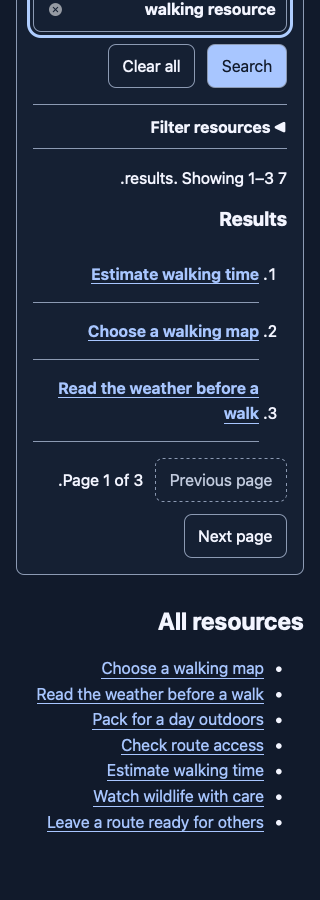 walking resource
Clear all
Search
Filter resources
7 results. Showing 1–3.
Results
1. Estimate walking time
2. Choose a walking map
3. Read the weather before a
walk
Previous page
Page 1 of 3.
Next page
All resources
• Choose a walking map
• Read the weather before a walk
• Pack for a day outdoors
• Check route access
• Estimate walking time
• Watch wildlife with care
• Leave a route ready for others